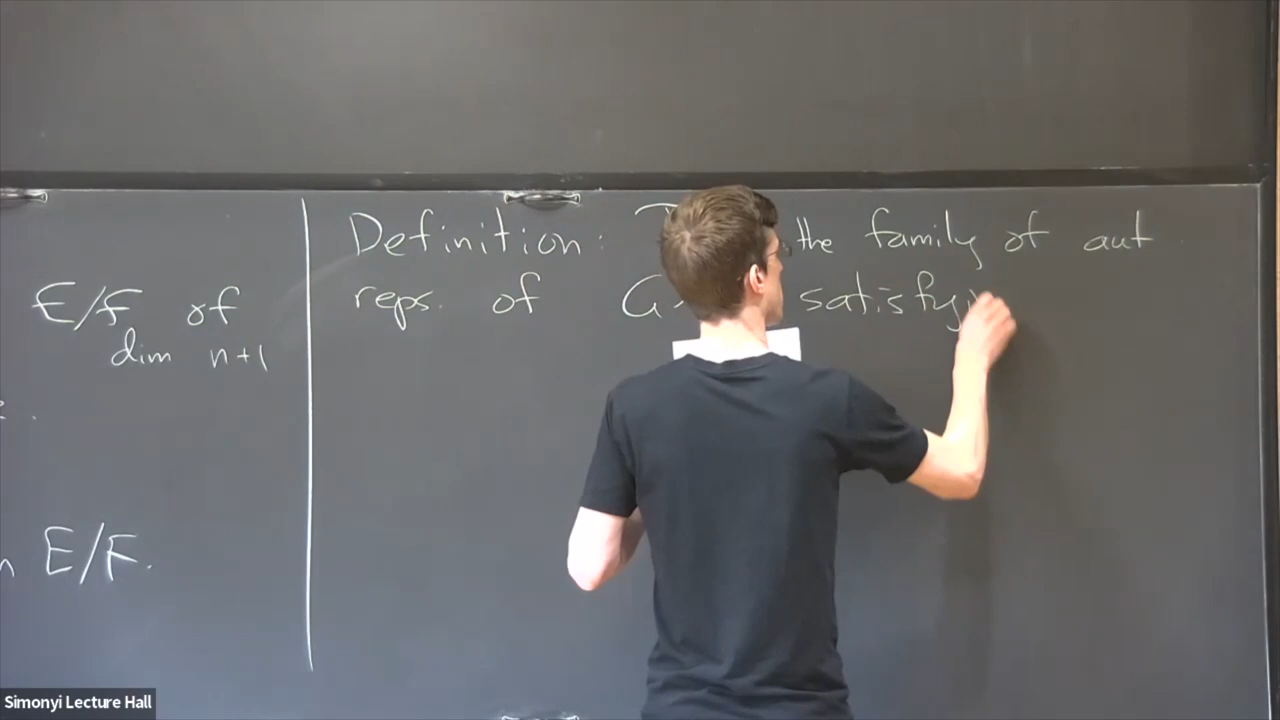 E/F of
dim n+1
n E/F.
Definition: the family of aut
reps. of G satisfy
Simonyi Lecture Hall